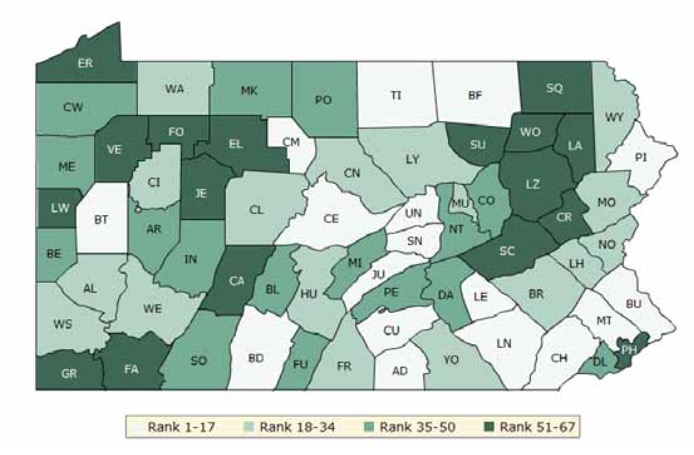 ER
WA
MK
PO
TI
BF
SQ
CW
WY
VE
FO
EL
CM
SU
WO
LA
PI
ME
CI
JE
CN
LY
LZ
LW
BT
CL
CE
UN
MU
CO
CR
MO
AR
SN
NT
NO
BE
IN
CA
BL
HU
MI
JU
SC
LH
AL
WE
PE
DA
LE
BR
BU
WS
CU
MT
GR
FA
SO
BD
FU
FR
AD
YO
LN
CH
DL
PH
Rank 1-17 Rank 18-34 Rank 35-50 Rank 51-67